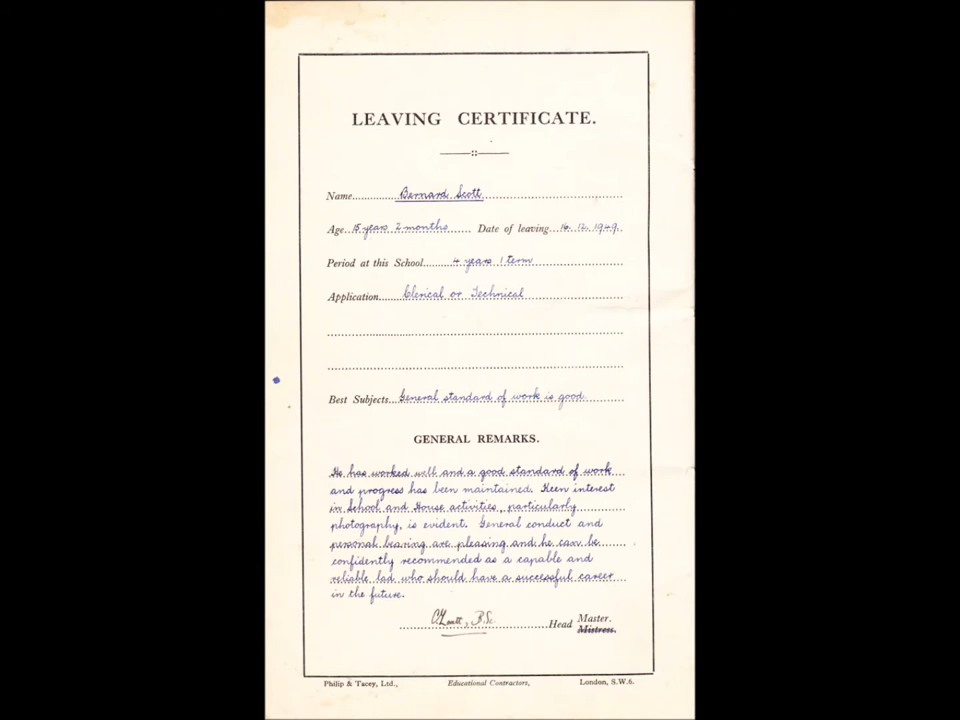 LEAVING CERTIFICATE.
Name Bernard Scott
Age 15 years 2 months Date of leaving 16. 12. 1949.
Period at this School 4 years 1 term
Application Clerical or Technical
Best Subjects General standard of work is good
GENERAL REMARKS.
He has worked well and a good standard of work
and progress has been maintained. Keen interest
in School and House activities, particularly
photography, is evident. General conduct and
personal bearing are pleasing and he can be
confidently recommended as a capable and
reliable lad who should have a successful career
in the future.
B.Sc. Head Master.
Mistress.
Philip & Tacey, Ltd., Educational Contractors, London, S.W.6.